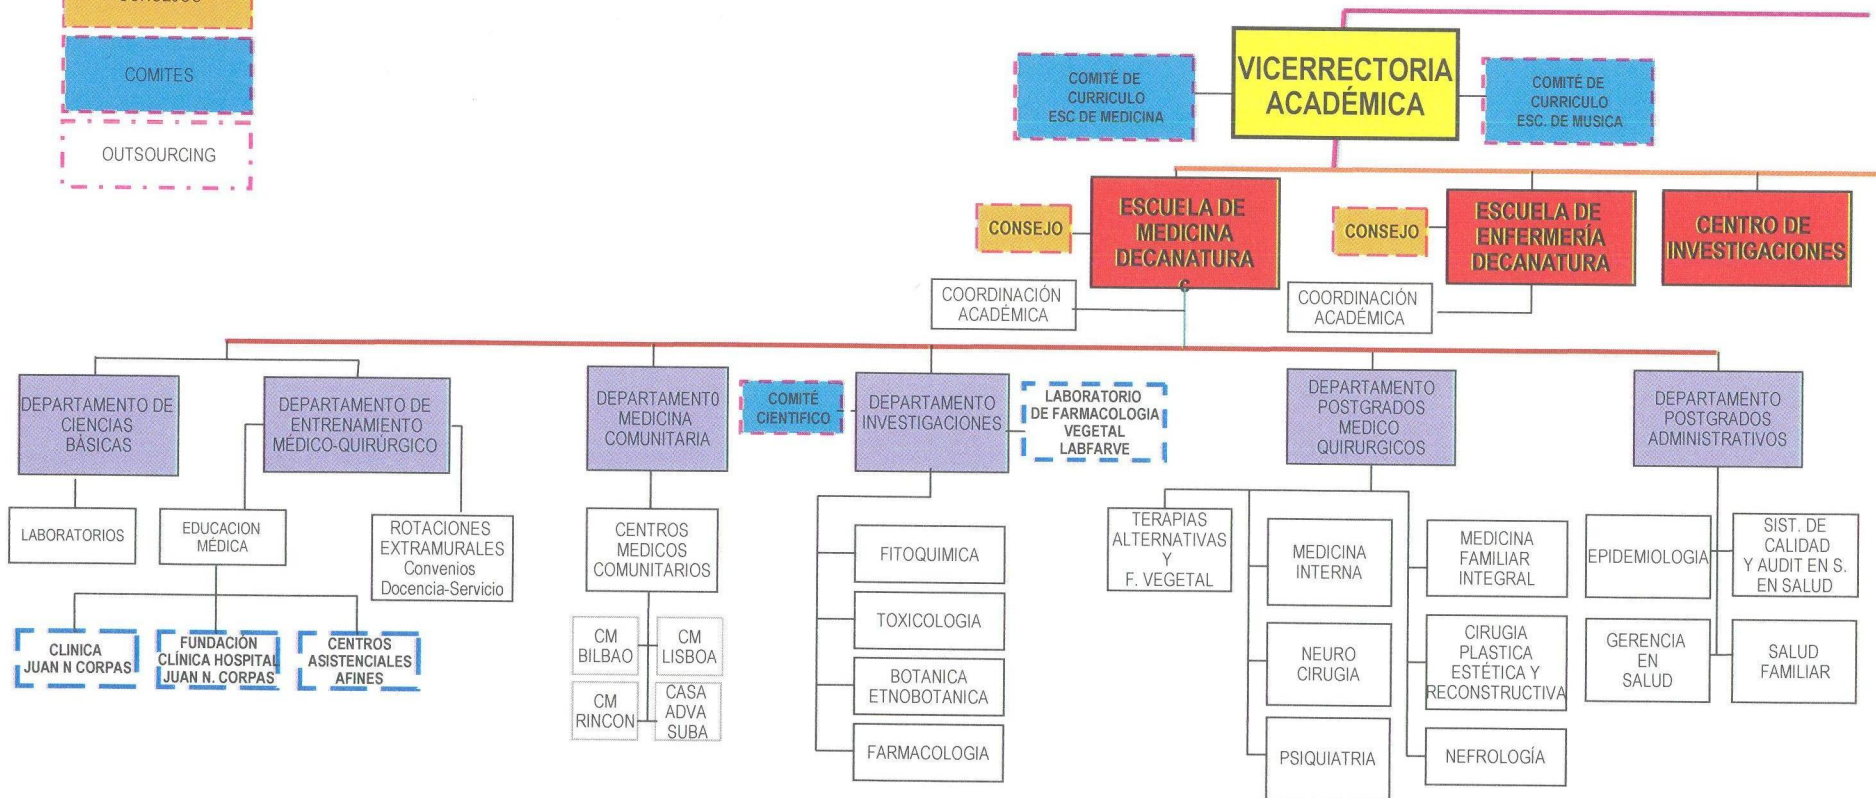 CONSEJOS
COMITES
OUTSOURCING
VICERRECTORIA
ACADÉMICA
COMITÉ DE
CURRICULO
ESC DE MEDICINA
COMITÉ DE
CURRICULO
ESC. DE MUSICA
CONSEJO
ESCUELA DE
MEDICINA
DECANATURA
CONSEJO
ESCUELA DE
ENFERMERÍA
DECANATURA
CENTRO DE
INVESTIGACIONES
COORDINACIÓN
ACADÉMICA
COORDINACIÓN
ACADÉMICA
DEPARTAMENTO DE
CIENCIAS
BÀSICAS
DEPARTAMENTO DE
ENTRENAMIENTO
MÉDICO-QUIRÚRGICO
DEPARTAMENT0
MEDICINA
COMUNITARIA
COMITÉ
CIENTIFICO
DEPARTAMENTO
INVESTIGACIONES
LABORATORIO
DE FARMACOLOGIA
VEGETAL
LABFARVE
DEPARTAMENTO
POSTGRADOS
MEDICO
QUIRURGICOS
DEPARTAMENTO
POSTGRADOS
ADMINISTRATIVOS
LABORATORIOS
EDUCACION
MÉDICA
ROTACIONES
EXTRAMURALES
Convenios
Docencia-Servicio
CENTROS
MEDICOS
COMUNITARIOS
CLINICA
JUAN N CORPAS
FUNDACIÓN
CLÍNICA HOSPITAL
JUAN N. CORPAS
CENTROS
ASISTENCIALES
AFINES
CM
BILBAO
CM
LISBOA
CM
RINCON
CASA
ADVA
SUBA
FITOQUIMICA
TOXICOLOGIA
BOTANICA
ETNOBOTANICA
FARMACOLOGIA
TERAPIAS
ALTERNATIVAS
Y
F. VEGETAL
MEDICINA
INTERNA
NEURO
CIRUGIA
PSIQUIATRIA
MEDICINA
FAMILIAR
INTEGRAL
CIRUGIA
PLASTICA
ESTÉTICA Y
RECONSTRUCTIVA
NEFROLOGÍA
EPIDEMIOLOGIA
SIST. DE
CALIDAD
Y AUDIT EN S.
EN SALUD
GERENCIA
EN
SALUD
SALUD
FAMILIAR